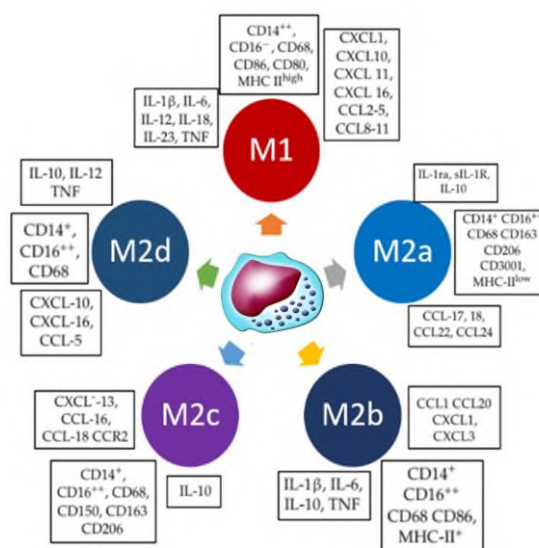 CD14⁺⁺,
CD16⁻, CD68,
CD86, CD80,
MHC IIʰⁱᵍʰ
CXCL1,
CXCL10,
CXCL 11,
CXCL 16,
CCL2-5,
CCL8-11
IL-1β, IL-6,
IL-12, IL-18,
IL-23, TNF
M1
IL-10, IL-12
TNF
CD14⁺,
CD16⁺⁺,
CD68
CXCL-10,
CXCL-16,
CCL-5
M2d
IL-1ra, sIL-1R,
IL-10
M2a
CD14⁺ CD16⁺⁺
CD68 CD163
CD206
CD3001,
MHC-IIˡᵒʷ
CCL-17, 18,
CCL22, CCL24
CXCL⁻-13,
CCL-16,
CCL-18 CCR2
M2c
CD14⁺,
CD16⁺⁺, CD68,
CD150, CD163
CD206
IL-10
M2b
CCL1 CCL20
CXCL1,
CXCL3
IL-1β, IL-6,
IL-10, TNF
CD14⁺
CD16⁺⁺
CD68 CD86,
MHC-II⁺